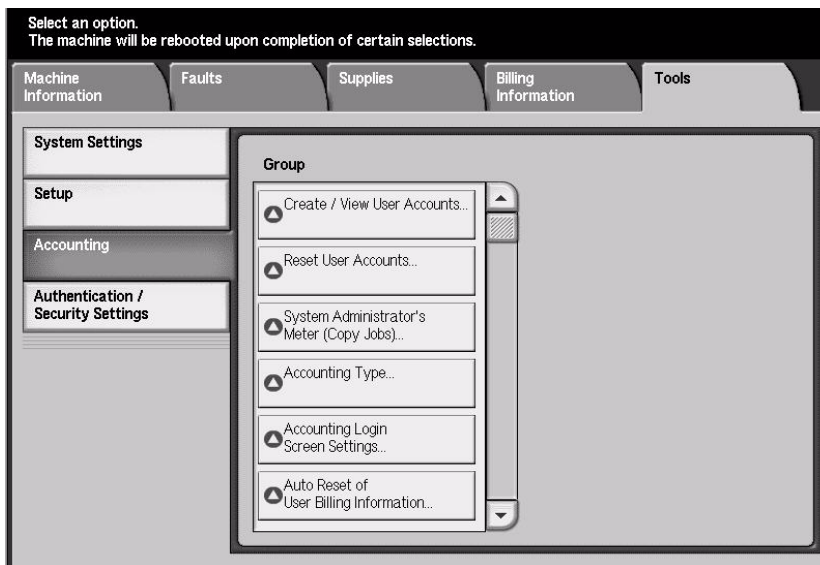 Select an option.
The machine will be rebooted upon completion of certain selections.
Machine
Information
Faults
Supplies
Billing
Information
Tools
System Settings
Setup
Accounting
Authentication /
Security Settings
Group
Create / View User Accounts...
Reset User Accounts...
System Administrator's
Meter (Copy Jobs)...
Accounting Type...
Accounting Login
Screen Settings...
Auto Reset of
User Billing Information...